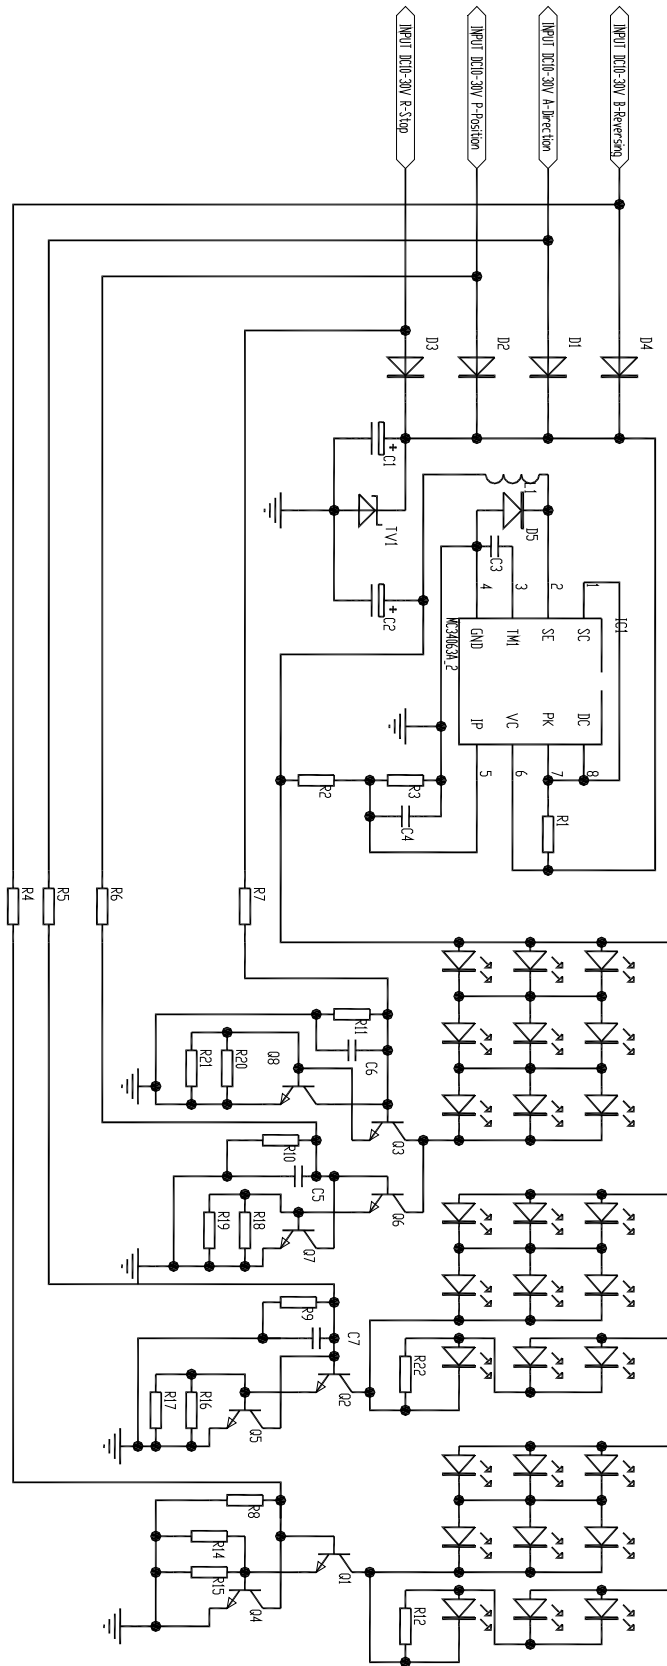 INPUT DC10-30V R-Stop
INPUT DC10-30V P-Position
INPUT DC10-30V A-Direction
INPUT DC10-30V B-Reversing
D3
D2
D1
D4
C1
TV1
C2
D5
C3
1
2
3
4
IC1
SC
SE
TM1
GND
MC34063A_2
DC
PK
VC
IP
8
7
6
5
R1
R2
R3
C4
R4
R5
R6
R7
R11
C6
R20
R21
Q8
Q3
R10
C5
Q6
R18
R19
Q7
R9
C7
R22
Q2
R16
R17
Q5
R8
R14
R15
Q1
R12
Q4